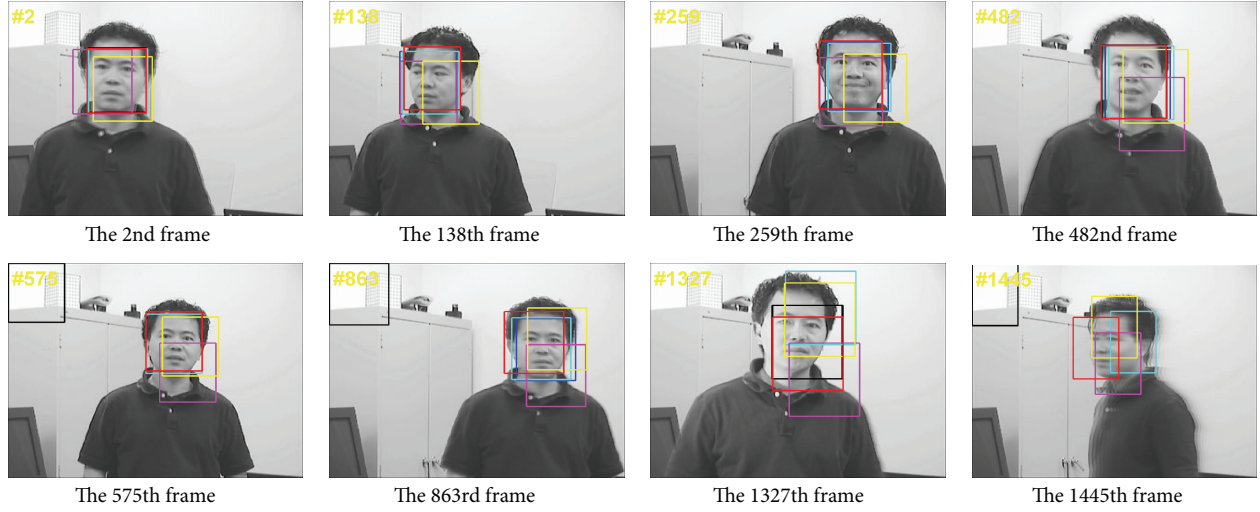 #2
#138
#259
#482
The 2nd frame
The 138th frame
The 259th frame
The 482nd frame
#575
#863
#1327
#1445
The 575th frame
The 863rd frame
The 1327th frame
The 1445th frame